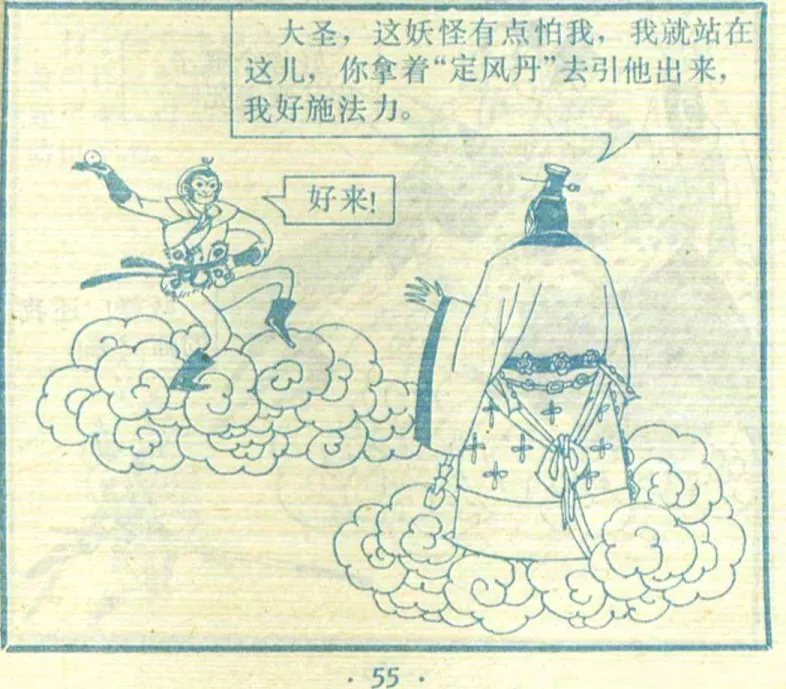 大圣，这妖怪有点怕我，我就站在
这儿，你拿着“定风丹”去引他出来，
我好施法力。
好来！
· 55 ·